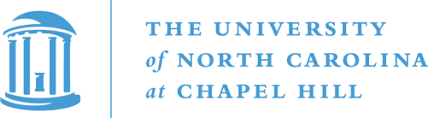 THE UNIVERSITY
of NORTH CAROLINA
at CHAPEL HILL